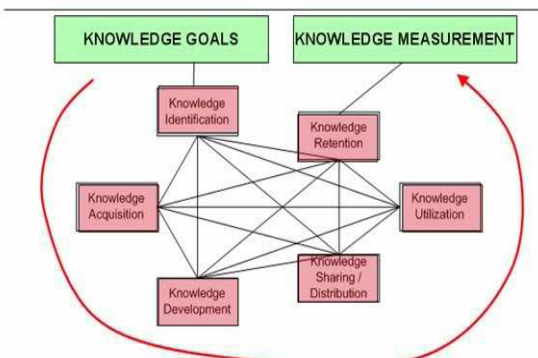 KNOWLEDGE GOALS
KNOWLEDGE MEASUREMENT
Knowledge
Identification
Knowledge
Retention
Knowledge
Acquisition
Knowledge
Utilization
Knowledge
Development
Knowledge
Sharing /
Distribution